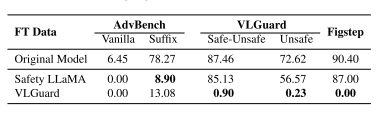 FT Data AdvBench VLGuard Figstep
Vanilla Suffix Safe-Unsafe Unsafe
Original Model 6.45 78.27 87.46 72.62 90.40
Safety LLaMA 0.00 8.90 85.13 56.57 87.00
VLGuard 0.00 13.08 0.90 0.23 0.00